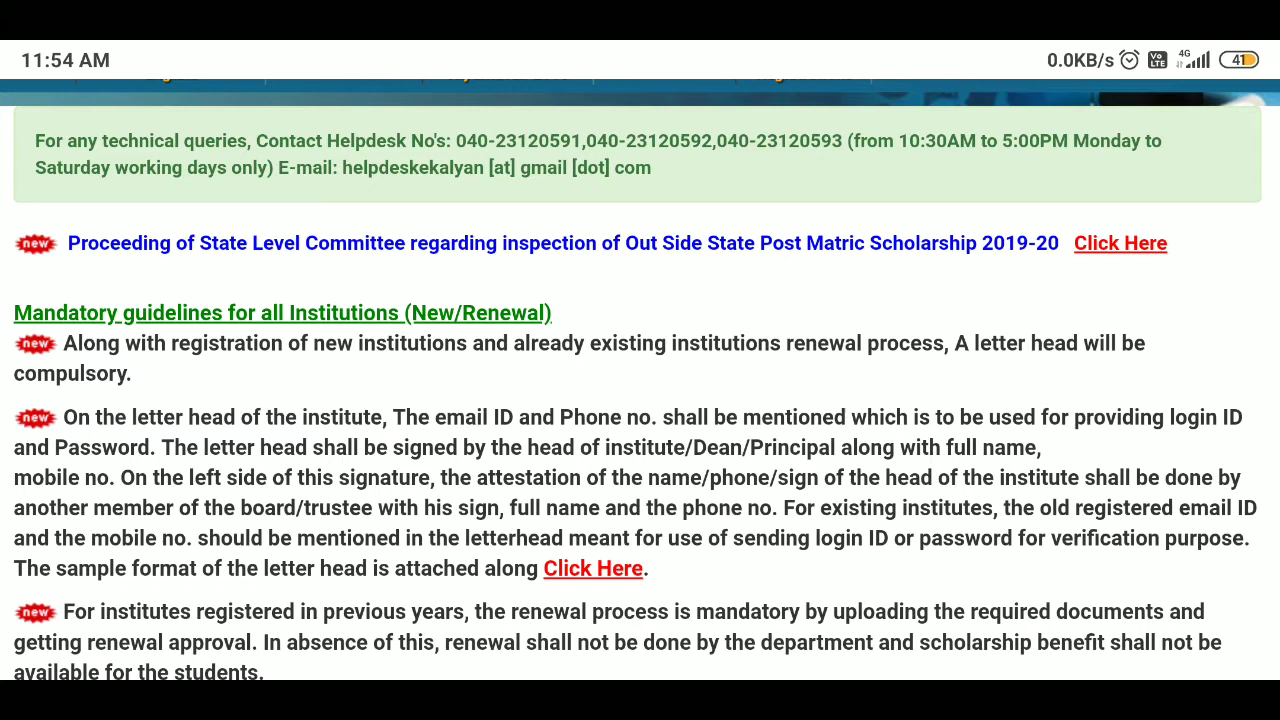 11:54 AM
0.0KB/s
Vo LTE
4G
41
For any technical queries, Contact Helpdesk No's: 040-23120591,040-23120592,040-23120593 (from 10:30AM to 5:00PM Monday to
Saturday working days only) E-mail: helpdeskekalyan [at] gmail [dot] com
new Proceeding of State Level Committee regarding inspection of Out Side State Post Matric Scholarship 2019-20 Click Here
Mandatory guidelines for all Institutions (New/Renewal)
new Along with registration of new institutions and already existing institutions renewal process, A letter head will be
compulsory.
new On the letter head of the institute, The email ID and Phone no. shall be mentioned which is to be used for providing login ID
and Password. The letter head shall be signed by the head of institute/Dean/Principal along with full name,
mobile no. On the left side of this signature, the attestation of the name/phone/sign of the head of the institute shall be done by
another member of the board/trustee with his sign, full name and the phone no. For existing institutes, the old registered email ID
and the mobile no. should be mentioned in the letterhead meant for use of sending login ID or password for verification purpose.
The sample format of the letter head is attached along Click Here.
new For institutes registered in previous years, the renewal process is mandatory by uploading the required documents and
getting renewal approval. In absence of this, renewal shall not be done by the department and scholarship benefit shall not be
available for the students.